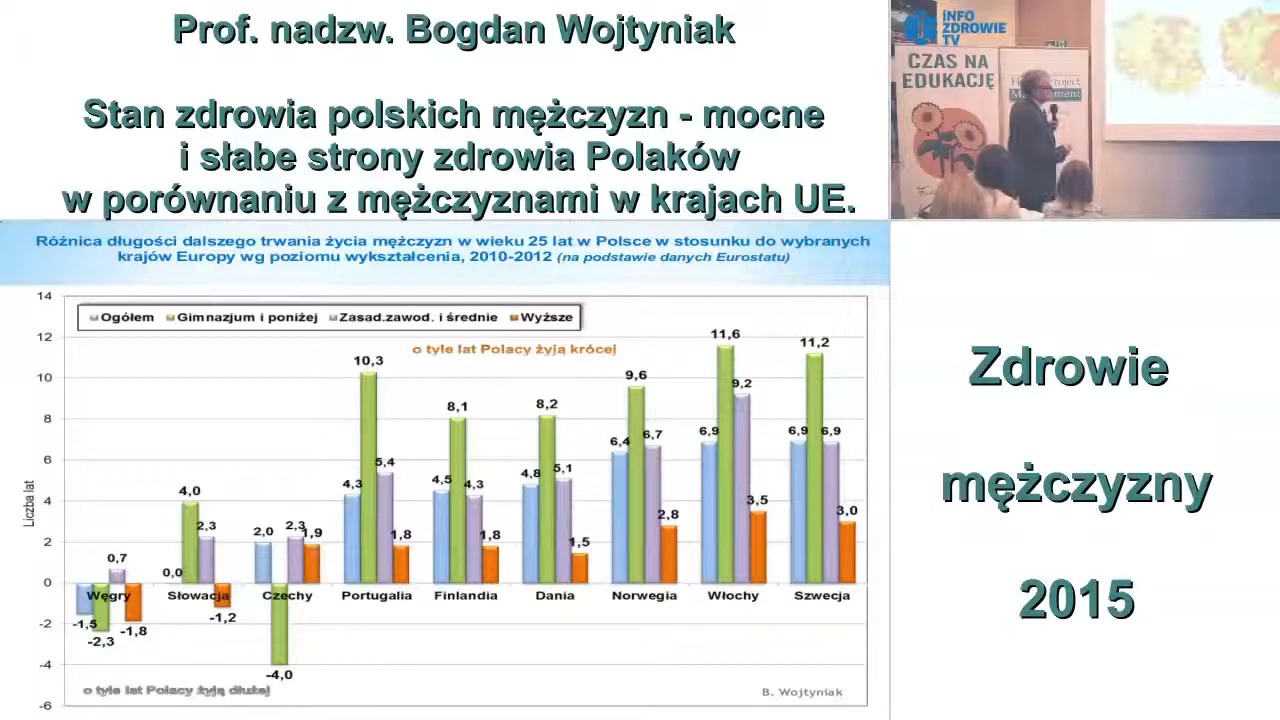 Prof. nadzw. Bogdan Wojtyniak
Stan zdrowia polskich mężczyzn - mocne
i słabe strony zdrowia Polaków
w porównaniu z mężczyznami w krajach UE.
iNFO
ZDROWIE
TV
CZAS NA
EDUKACJĘ
Różnica długości dalszego trwania życia mężczyzn w wieku 25 lat w Polsce w stosunku do wybranych
krajów Europy wg poziomu wykształcenia, 2010-2012 (na podstawie danych Eurostatu)
Ogółem Gimnazjum i poniżej Zasad.zawod. i średnie Wyższe
o tyle lat Polacy żyją krócej
Liczba lat
14
12
10
8
6
4
2
0
-2
-4
-6
-1,5 -2,3 0,7 -1,8
0,0 4,0 2,3 -1,2
2,0 -4,0 2,3 1,9
4,3 10,3 5,4 1,8
4,5 8,1 4,3 1,8
4,8 8,2 5,1 1,5
6,4 9,6 6,7 2,8
6,9 11,6 9,2 3,5
6,9 11,2 6,9 3,0
Węgry Słowacja Czechy Portugalia Finlandia Dania Norwegia Włochy Szwecja
o tyle lat Polacy żyją dłużej
B. Wojtyniak
Zdrowie
mężczyzny
2015